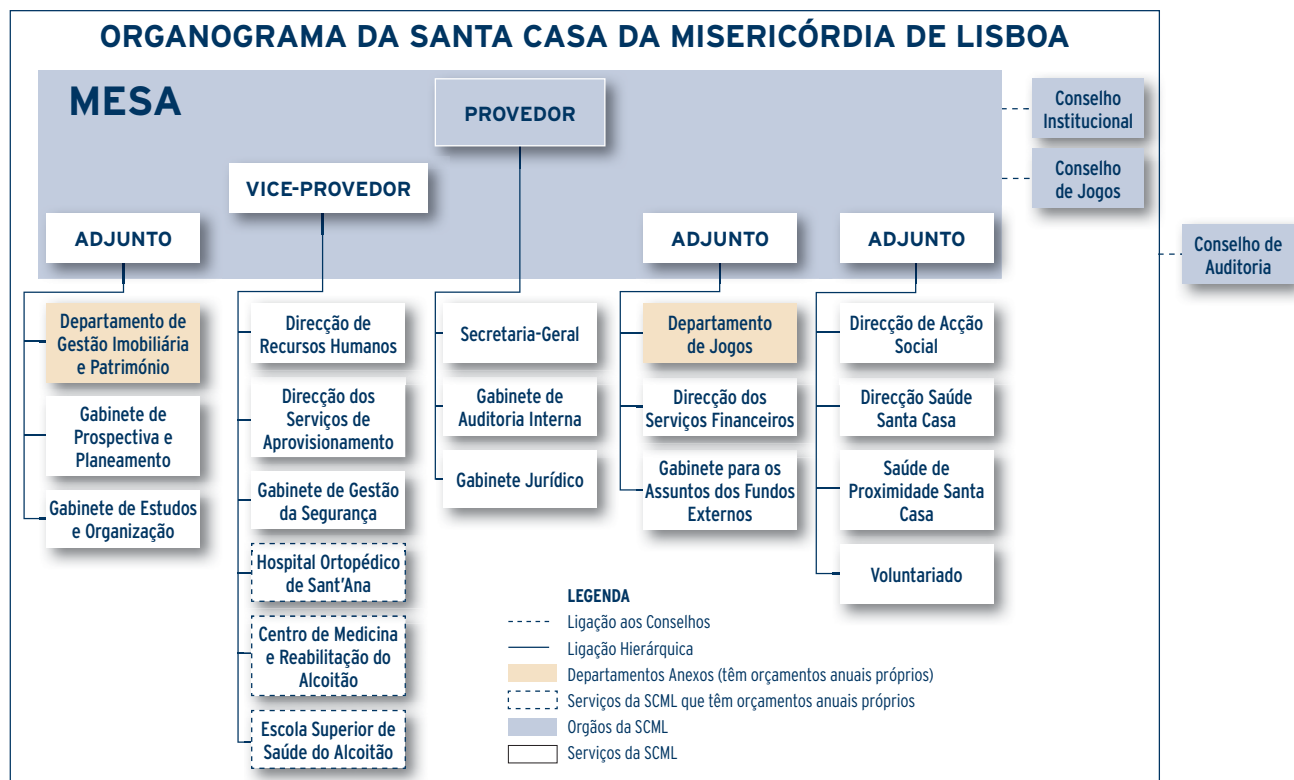 ORGANOGRAMA DA SANTA CASA DA MISERICÓRDIA DE LISBOA
MESA
PROVEDOR
VICE-PROVEDOR
ADJUNTO
ADJUNTO
ADJUNTO
Conselho
Institucional
Conselho
de Jogos
Conselho de
Auditoria
Departamento de
Gestão Imobiliária
e Património
Gabinete de
Prospectiva e
Planeamento
Gabinete de Estudos
e Organização
Direcção de
Recursos Humanos
Direcção dos
Serviços de
Aprovisionamento
Gabinete de Gestão
da Segurança
Hospital Ortopédico
de Sant'Ana
Centro de Medicina
e Reabilitação do
Alcoitão
Escola Superior de
Saúde do Alcoitão
Secretaria-Geral
Gabinete de
Auditoria Interna
Gabinete Jurídico
Departamento
de Jogos
Direcção dos
Serviços Financeiros
Gabinete para os
Assuntos dos Fundos
Externos
Direcção de Acção
Social
Direcção Saúde
Santa Casa
Saúde de
Proximidade Santa
Casa
Voluntariado
LEGENDA
Ligação aos Conselhos
Ligação Hierárquica
Departamentos Anexos (têm orçamentos anuais próprios)
Serviços da SCML que têm orçamentos anuais próprios
Orgãos da SCML
Serviços da SCML